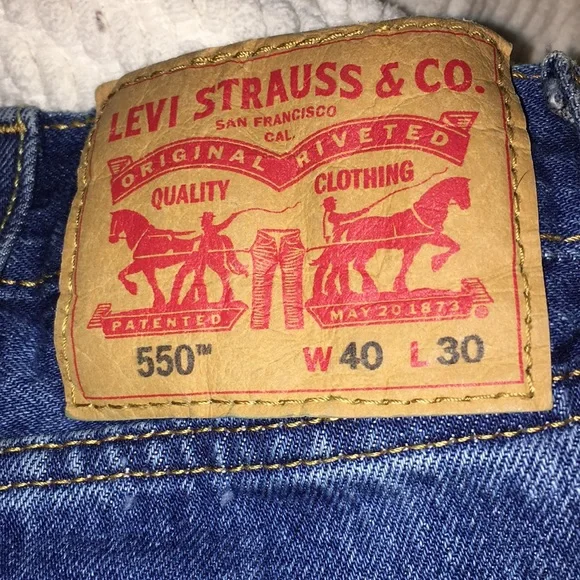 LEVI STRAUSS & CO.
SAN FRANCISCO
CAL.
ORIGINAL RIVETED
QUALITY CLOTHING
PATENTED MAY 20 1873
550™ W 40 L 30